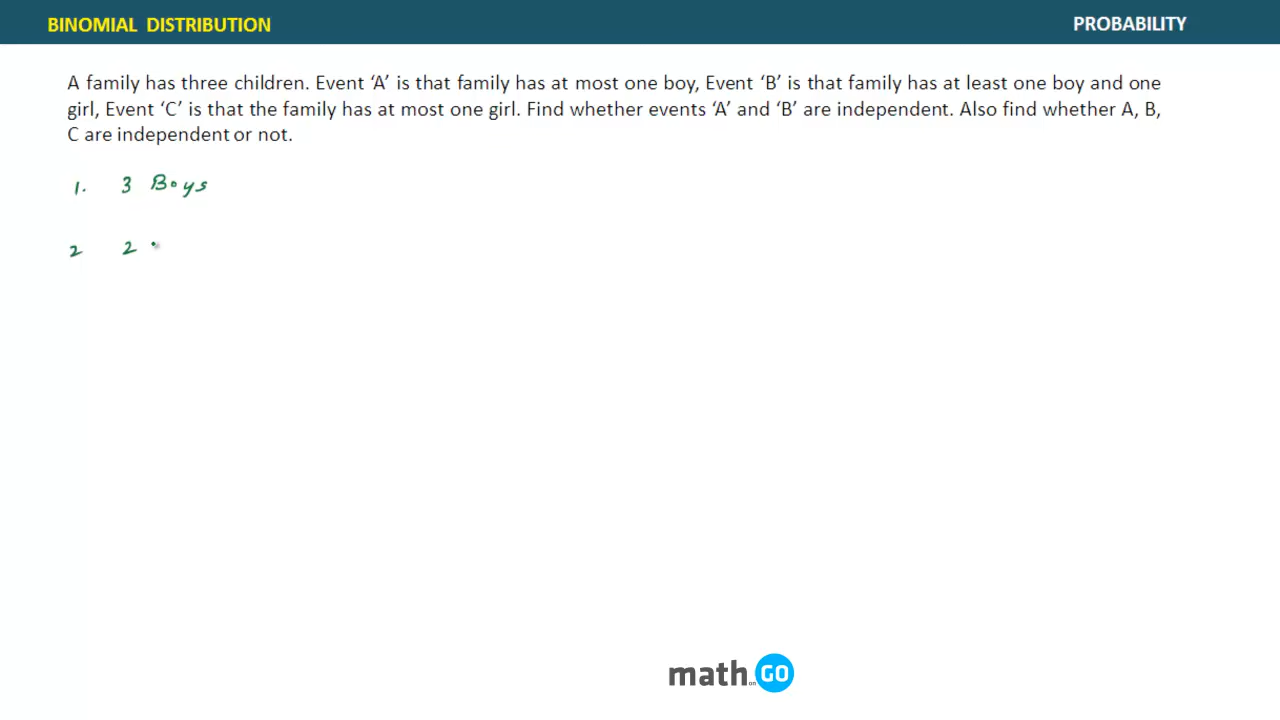 BINOMIAL DISTRIBUTION
PROBABILITY
A family has three children. Event ‘A’ is that family has at most one boy, Event ‘B’ is that family has at least one boy and one
girl, Event ‘C’ is that the family has at most one girl. Find whether events ‘A’ and ‘B’ are independent. Also find whether A, B,
C are independent or not.
1. 3 Boys
2 2
math on GO